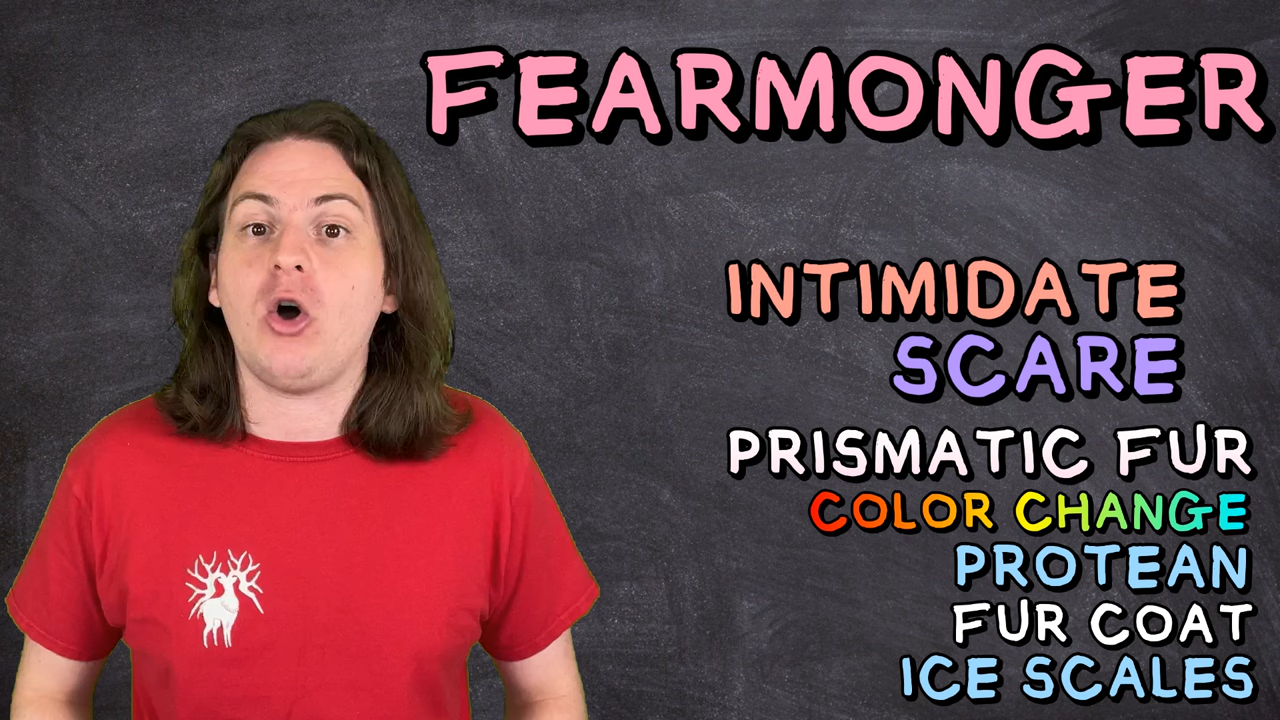 FEARMONGER
INTIMIDATE
SCARE
PRISMATIC FUR
COLOR CHANGE
PROTEAN
FUR COAT
ICE SCALES